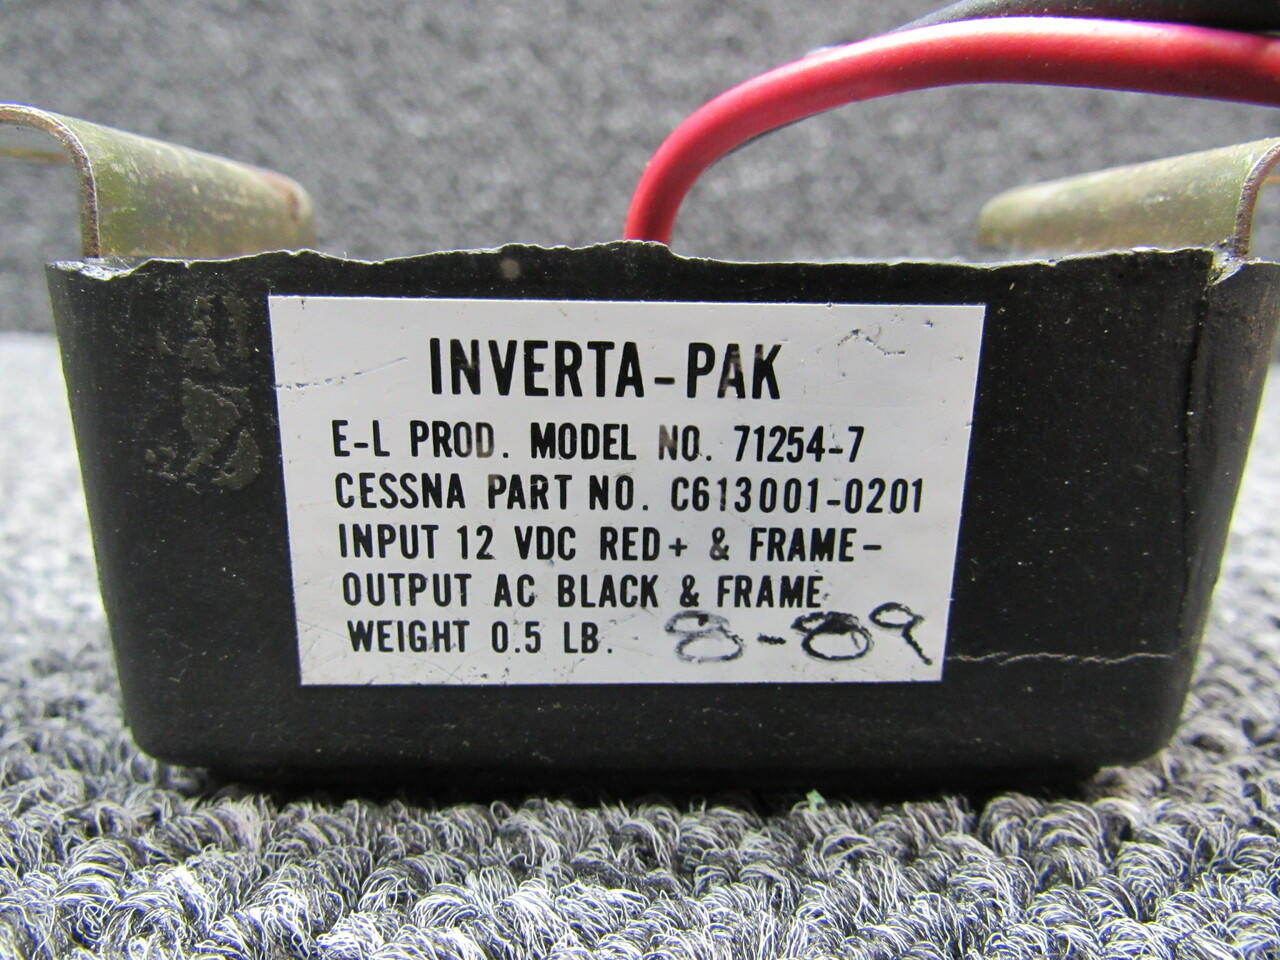 INVERTA-PAK
E-L PROD. MODEL NO. 71254-7
CESSNA PART NO. C613001-0201
INPUT 12 VDC RED+ & FRAME-
OUTPUT AC BLACK & FRAME
WEIGHT 0.5 LB. 8-89